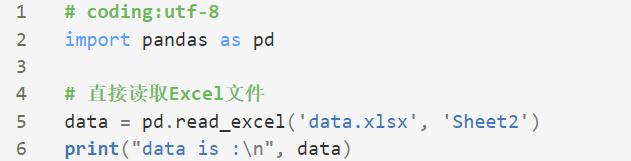 1 # coding:utf-8
2 import pandas as pd
3
4 # 直接读取Excel文件
5 data = pd.read_excel('data.xlsx', 'Sheet2')
6 print("data is :\n", data)